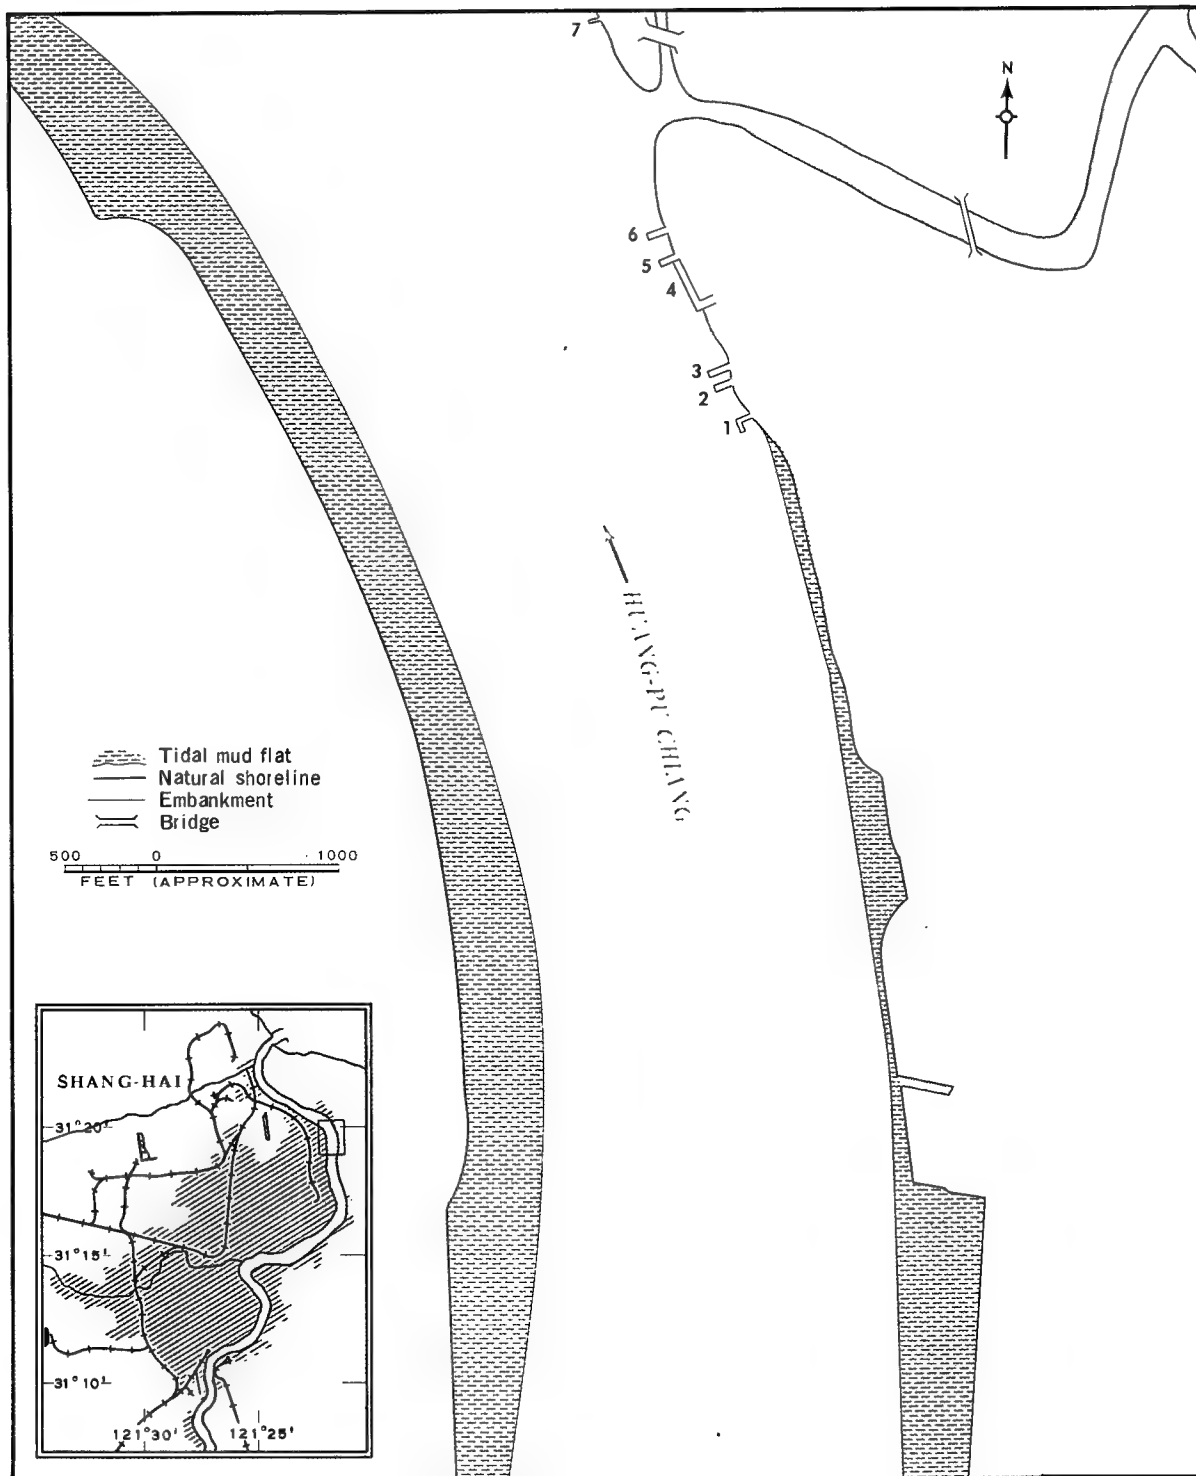 7
N
6
5
4
3
2
1
HUANG-PU CHIANG
Tidal mud flat
Natural shoreline
Embankment
Bridge
500 0 1000
FEET (APPROXIMATE)
SHANG-HAI
31°20'
31°15'
31°10'
121°30' 121°25'